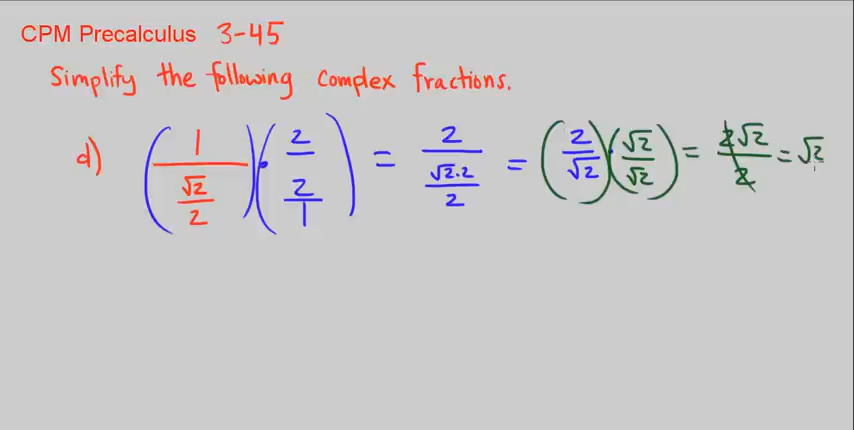 CPM Precalculus 3-45
Simplify the following complex fractions.
d) (1/(√2/2)) · (2/(2/1)) = 2/((√2·2)/2) = (2/√2)·(√2/√2) = 2√2/2 = √2